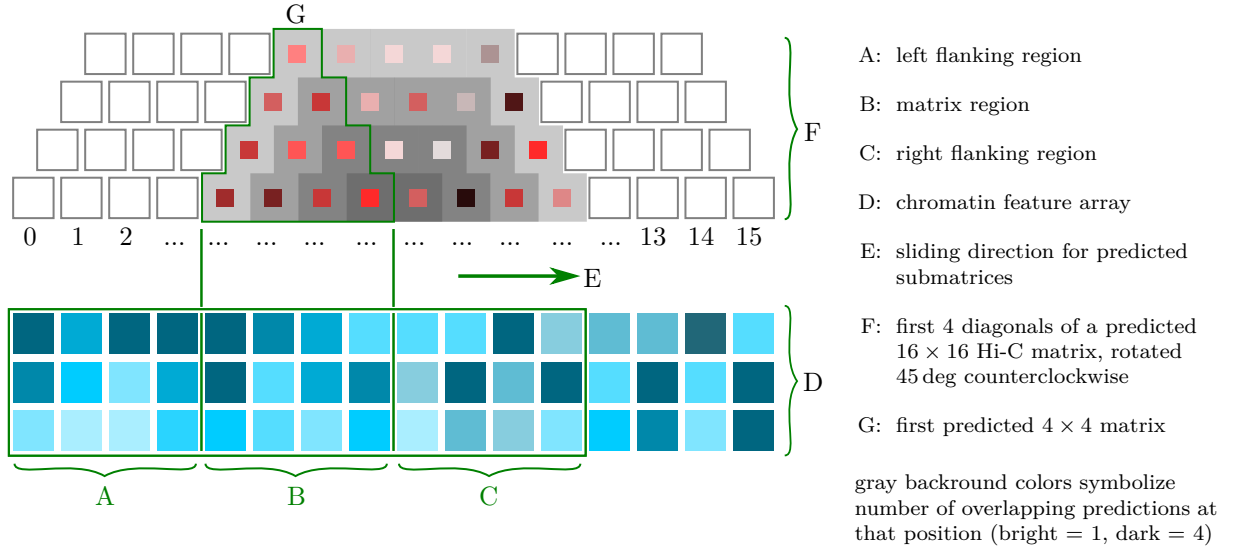 G
F
0 1 2 ... ... ... ... ... ... ... ... ... ... 13 14 15
E
D
A B C
A: left flanking region
B: matrix region
C: right flanking region
D: chromatin feature array
E: sliding direction for predicted
submatrices
F: first 4 diagonals of a predicted
16 × 16 Hi-C matrix, rotated
45 deg counterclockwise
G: first predicted 4 × 4 matrix
gray backround colors symbolize
number of overlapping predictions at
that position (bright = 1, dark = 4)